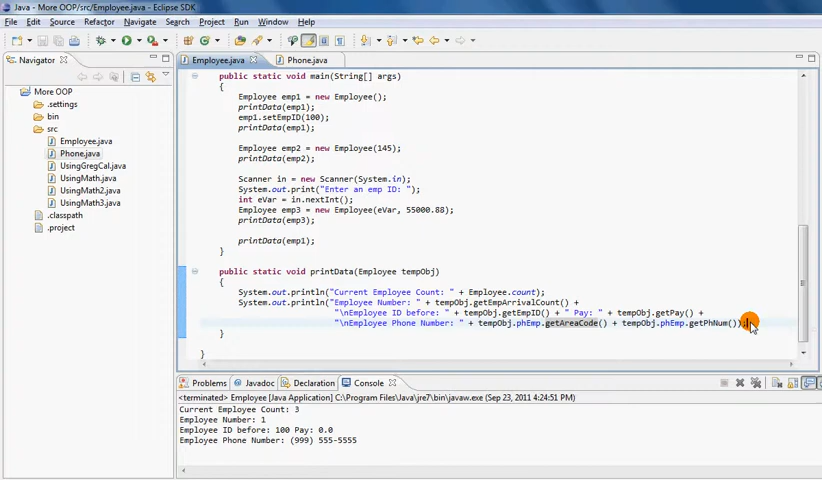 Java - More OOP/src/Employee.java - Eclipse SDK
File Edit Source Refactor Navigate Search Project Run Window Help
Navigator
Employee.java Phone.java
More OOP
.settings
bin
src
Employee.java
Phone.java
UsingGregCal.java
UsingMath.java
UsingMath2.java
UsingMath3.java
.classpath
.project
public static void main(String[] args)
{
Employee emp1 = new Employee();
printData(emp1);
emp1.setEmpID(100);
printData(emp1);
Employee emp2 = new Employee(145);
printData(emp2);
Scanner in = new Scanner(System.in);
System.out.print("Enter an emp ID: ");
int eVar = in.nextInt();
Employee emp3 = new Employee(eVar, 55000.88);
printData(emp3);
printData(emp1);
}
public static void printData(Employee tempObj)
{
System.out.println("Current Employee Count: " + Employee.count);
System.out.println("Employee Number: " + tempObj.getEmpArrivalCount() +
"\nEmployee ID before: " + tempObj.getEmpID() + " Pay: " + tempObj.getPay() +
"\nEmployee Phone Number: " + tempObj.phEmp.getAreaCode() + tempObj.phEmp.getPhNum());
}
}
Problems Javadoc Declaration Console
<terminated> Employee [Java Application] C:\Program Files\Java\jre7\bin\javaw.exe (Sep 23, 2011 4:24:51 PM)
Current Employee Count: 3
Employee Number: 1
Employee ID before: 100 Pay: 0.0
Employee Phone Number: (999) 555-5555